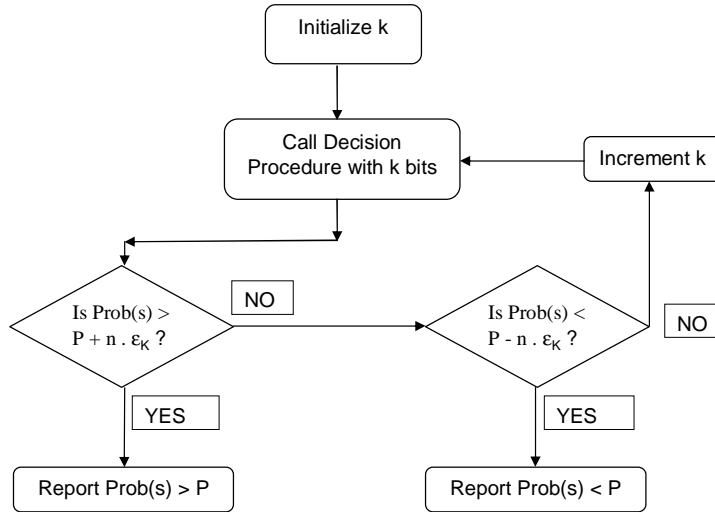 Initialize k
Call Decision
Procedure with k bits
Increment k
Is Prob(s) >
P + n . εK ?
NO
Is Prob(s) <
P - n . εK ?
NO
YES
YES
Report Prob(s) > P
Report Prob(s) < P